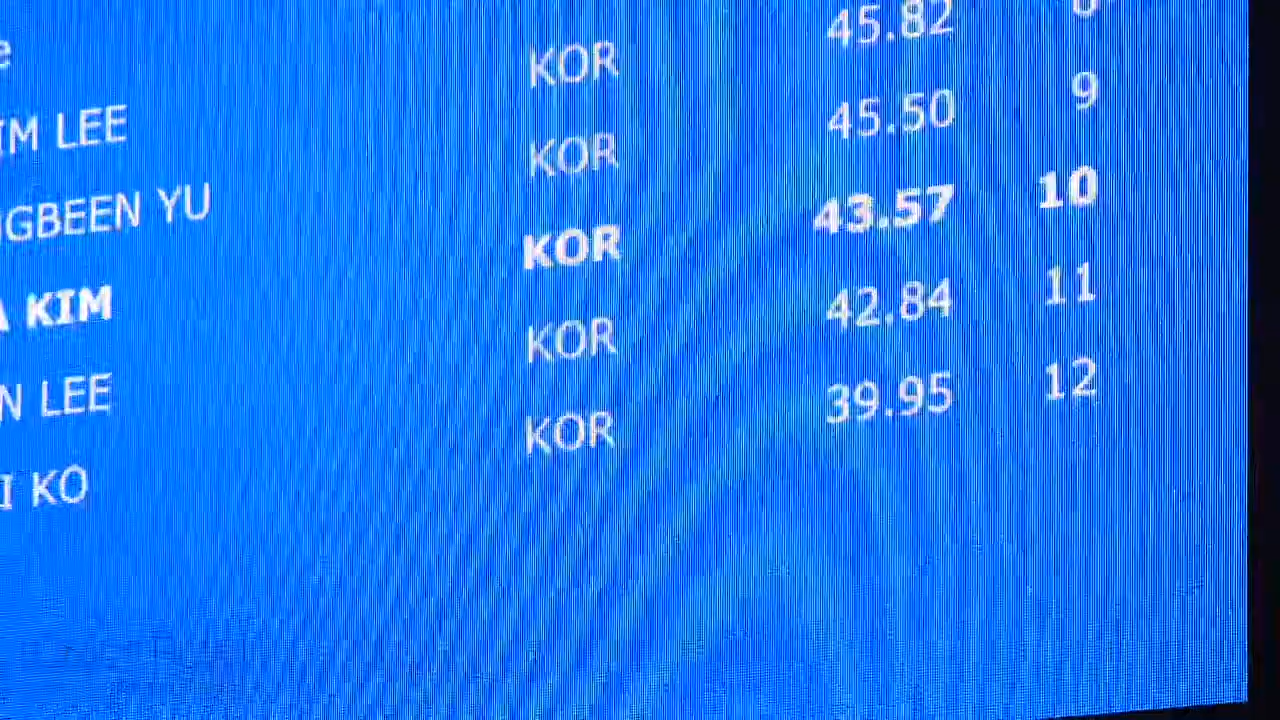 e
IM LEE KOR 45.82
GBEEN YU KOR 45.50 9
A KIM KOR 43.57 10
N LEE KOR 42.84 11
I KO KOR 39.95 12